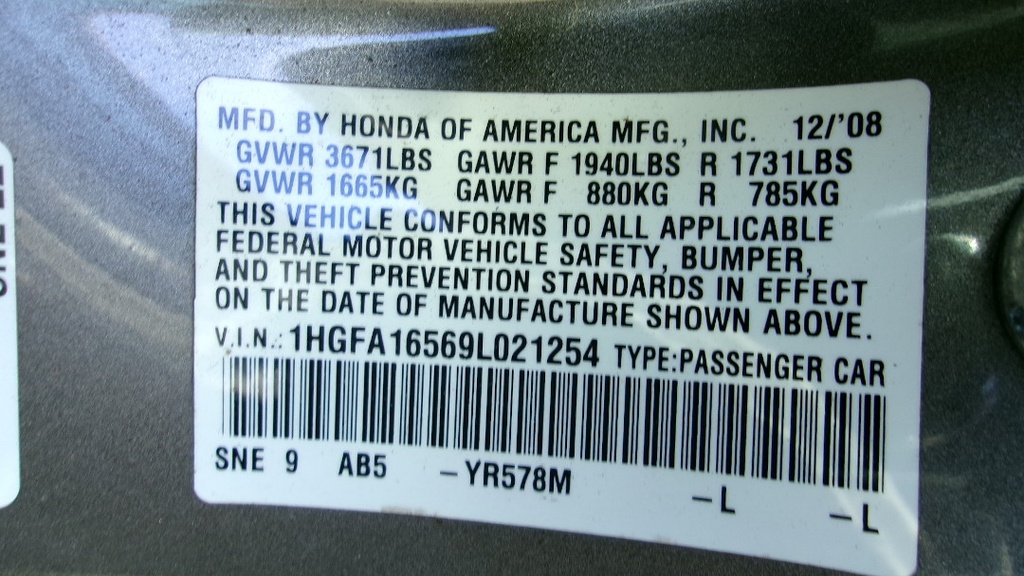 MFD. BY HONDA OF AMERICA MFG., INC. 12/'08
GVWR 3671LBS GAWR F 1940LBS R 1731LBS
GVWR 1665KG GAWR F 880KG R 785KG
THIS VEHICLE CONFORMS TO ALL APPLICABLE
FEDERAL MOTOR VEHICLE SAFETY, BUMPER,
AND THEFT PREVENTION STANDARDS IN EFFECT
ON THE DATE OF MANUFACTURE SHOWN ABOVE.
V.I.N.: 1HGFA16569L021254 TYPE:PASSENGER CAR
SNE 9 AB5 -YR578M -L -L